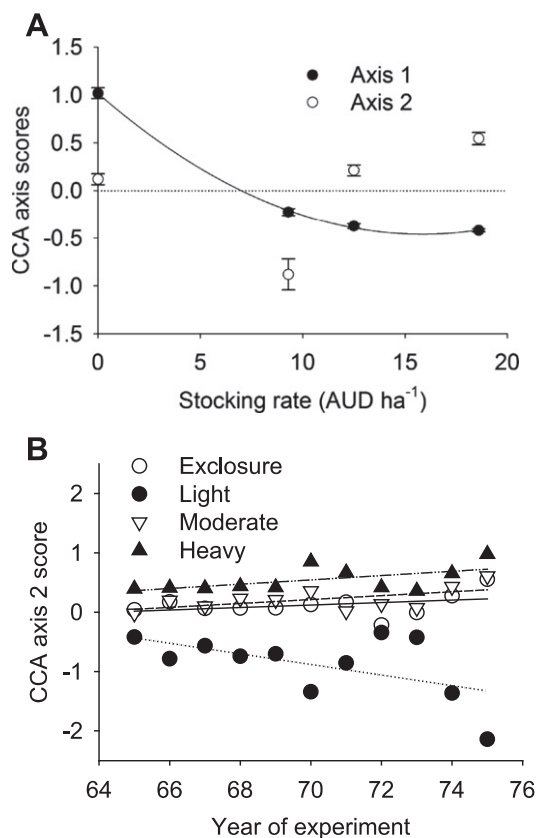 A
1.5
1.0
0.5
0.0
-0.5
-1.0
-1.5
CCA axis scores
Axis 1
Axis 2
0 5 10 15 20
Stocking rate (AUD ha⁻¹)
B
Exclosure
Light
Moderate
Heavy
2
1
0
-1
-2
CCA axis 2 score
64 66 68 70 72 74 76
Year of experiment